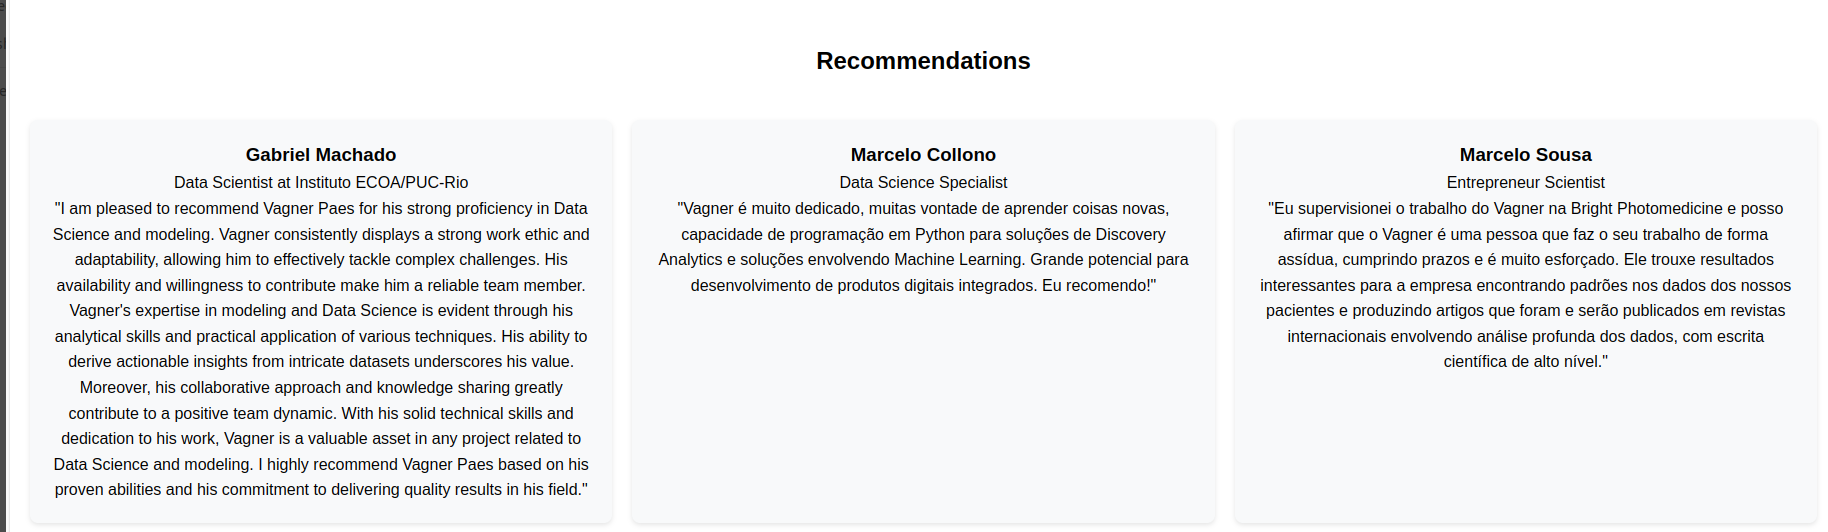 Recommendations
Gabriel Machado
Data Scientist at Instituto ECOA/PUC-Rio
"I am pleased to recommend Vagner Paes for his strong proficiency in Data
Science and modeling. Vagner consistently displays a strong work ethic and
adaptability, allowing him to effectively tackle complex challenges. His
availability and willingness to contribute make him a reliable team member.
Vagner's expertise in modeling and Data Science is evident through his
analytical skills and practical application of various techniques. His ability to
derive actionable insights from intricate datasets underscores his value.
Moreover, his collaborative approach and knowledge sharing greatly
contribute to a positive team dynamic. With his solid technical skills and
dedication to his work, Vagner is a valuable asset in any project related to
Data Science and modeling. I highly recommend Vagner Paes based on his
proven abilities and his commitment to delivering quality results in his field."
Marcelo Collono
Data Science Specialist
"Vagner é muito dedicado, muitas vontade de aprender coisas novas,
capacidade de programação em Python para soluções de Discovery
Analytics e soluções envolvendo Machine Learning. Grande potencial para
desenvolvimento de produtos digitais integrados. Eu recomendo!"
Marcelo Sousa
Entrepreneur Scientist
"Eu supervisionei o trabalho do Vagner na Bright Photomedicine e posso
afirmar que o Vagner é uma pessoa que faz o seu trabalho de forma
assídua, cumprindo prazos e é muito esforçado. Ele trouxe resultados
interessantes para a empresa encontrando padrões nos dados dos nossos
pacientes e produzindo artigos que foram e serão publicados em revistas
internacionais envolvendo análise profunda dos dados, com escrita
científica de alto nível."